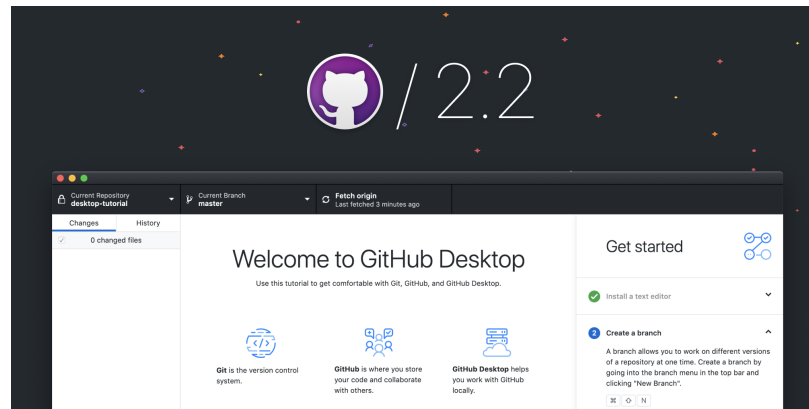 / 2.2
Current Repository
desktop-tutorial
Current Branch
master
Fetch origin
Last fetched 3 minutes ago
Changes
History
0 changed files
Welcome to GitHub Desktop
Use this tutorial to get comfortable with Git, GitHub, and GitHub Desktop.
Git is the version control
system.
GitHub is where you store
your code and collaborate
with others.
GitHub Desktop helps
you work with GitHub
locally.
Get started
Install a text editor
2 Create a branch
A branch allows you to work on different versions
of a repository at one time. Create a branch by
going into the branch menu in the top bar and
clicking "New Branch".
⌘ ⇧ N